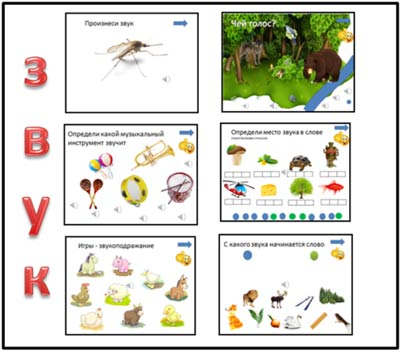 З
В
У
К
Произнеси звук
Чей голос?
Определи какой музыкальный
инструмент звучит
Определи место звука в слове
Игры - звукоподражание
С какого звука начинается слово